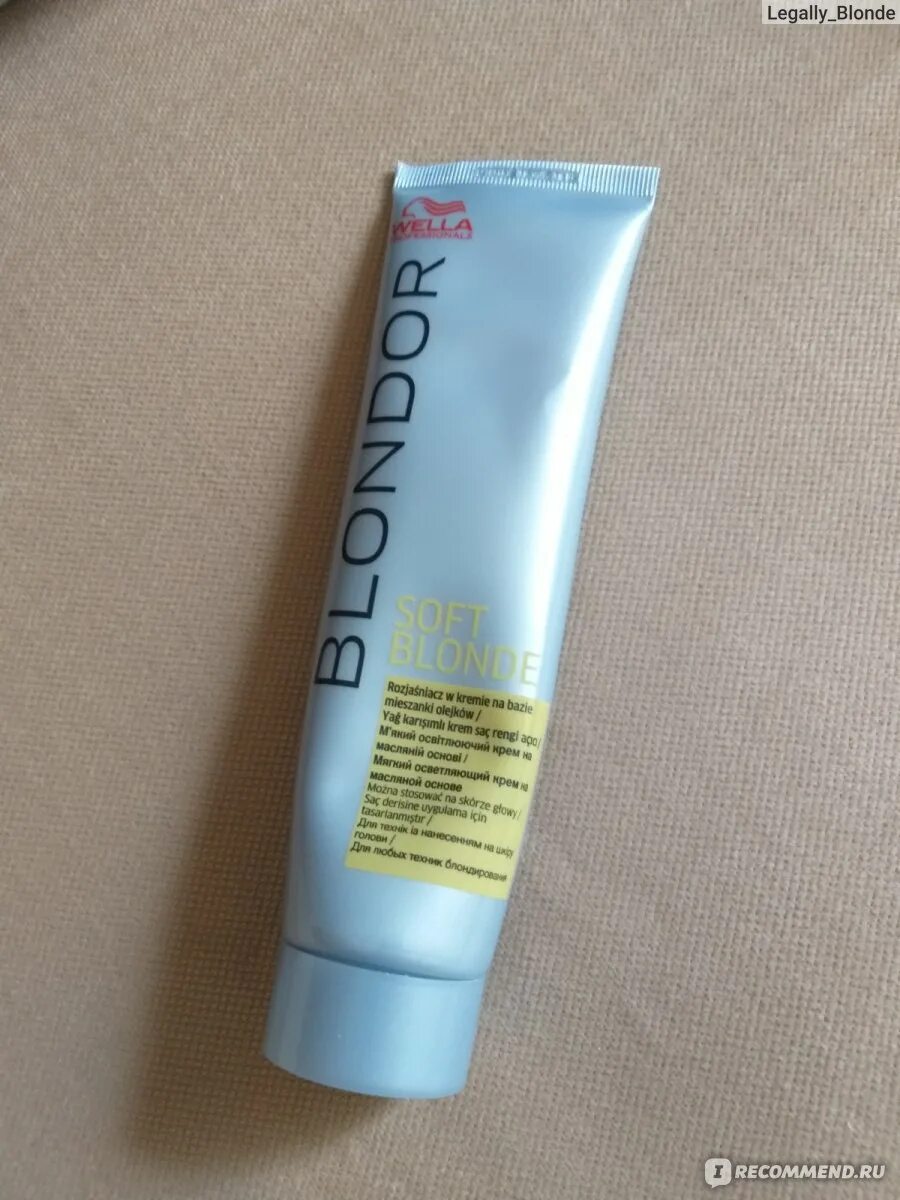 Legally_Blonde
WELLA
PROFESSIONALS
BLONDOR
SOFT
BLONDE
Rozjaśniacz w kremie na bazie
mieszanki olejków /
Yağ karışımlı krem saç rengi açıcı/
М'який освітлюючий крем на
масляній основі /
Мягкий осветляющий крем на
масляной основе
Można stosować na skórze głowy /
Saç derisine uygulama için
tasarlanmıştır /
Для технік із нанесенням на шкіру
голови /
Для любых техник блондирования
IRECOMMEND.RU